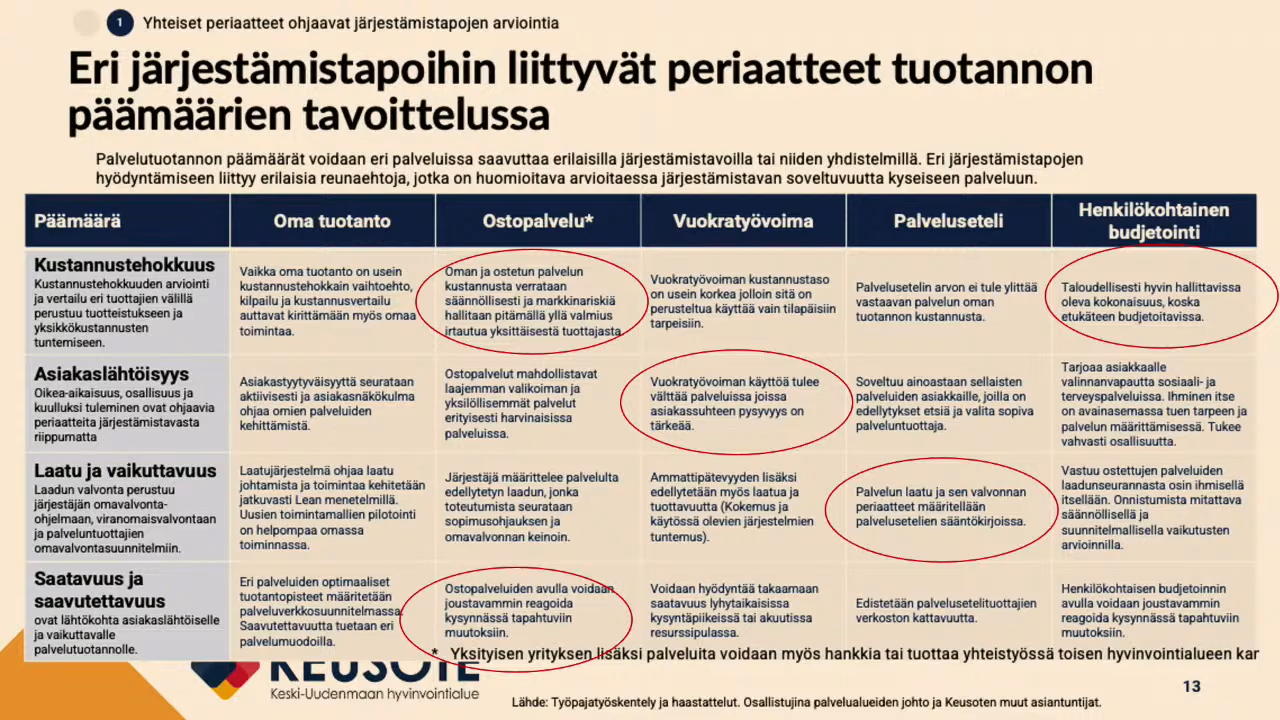 1 Yhteiset periaatteet ohjaavat järjestämistapojen arviointia
Eri järjestämistapoihin liittyvät periaatteet tuotannon
päämäärien tavoittelussa
Palvelutuotannon päämäärät voidaan eri palveluissa saavuttaa erilaisilla järjestämistavoilla tai niiden yhdistelmillä. Eri järjestämistapojen
hyödyntämiseen liittyy erilaisia reunaehtoja, jotka on huomioitava arvioitaessa järjestämistavan soveltuvuutta kyseiseen palveluun.
Päämäärä
Oma tuotanto
Ostopalvelu*
Vuokratyövoima
Palveluseteli
Henkilökohtainen
budjetointi
Kustannustehokkuus
Kustannustehokkuuden arviointi
ja vertailu eri tuottajien välillä
perustuu tuotteistukseen ja
yksikkökustannusten
tuntemiseen.
Vaikka oma tuotanto on usein
kustannustehokkain vaihtoehto,
kilpailu ja kustannusvertailu
auttavat kirittämään myös omaa
toimintaa.
Oman ja ostetun palvelun
kustannusta verrataan
säännöllisesti ja markkinariskiä
hallitaan pitämällä yllä valmius
irtautua yksittäisestä tuottajasta.
Vuokratyövoiman kustannustaso
on usein korkea jolloin sitä on
perusteltua käyttää vain tilapäisiin
tarpeisiin.
Palvelusetelin arvon ei tule ylittää
vastaavan palvelun oman
tuotannon kustannusta.
Taloudellisesti hyvin hallittavissa
oleva kokonaisuus, koska
etukäteen budjetoitavissa.
Asiakaslähtöisyys
Oikea-aikaisuus, osallisuus ja
kuulluksi tuleminen ovat ohjaavia
periaatteita järjestämistavasta
riippumatta
Asiakastyytyväisyyttä seurataan
aktiivisesti ja asiakasnäkökulma
ohjaa omien palveluiden
kehittämistä.
Ostopalvelut mahdollistavat
laajemman valikoiman ja
yksilöllisemmät palvelut
erityisesti harvinaisissa
palveluissa.
Vuokratyövoiman käyttöä tulee
välttää palveluissa joissa
asiakassuhteen pysyvyys on
tärkeää.
Soveltuu ainoastaan sellaisten
palveluiden asiakkaille, joilla on
edellytykset etsiä ja valita sopiva
palveluntuottaja.
Tarjoaa asiakkaalle
valinnanvapautta sosiaali- ja
terveyspalveluissa. Ihminen itse
on avainasemassa tuen tarpeen ja
palvelun määrittämisessä. Tukee
vahvasti osallisuutta.
Laatu ja vaikuttavuus
Laadun valvonta perustuu
järjestäjän omavalvonta-
ohjelmaan, viranomaisvalvontaan
ja palveluntuottajien
omavalvontasuunnitelmiin.
Laatujärjestelmä ohjaa laatu
johtamista ja toimintaa kehitetään
jatkuvasti Lean menetelmillä.
Uusien toimintamallien pilotointi
on helpompaa omassa
toiminnassa.
Järjestäjä määrittelee palvelulta
edellytetyn laadun, jonka
toteutumista seurataan
sopimusohjauksen ja
omavalvonnan keinoin.
Ammattipätevyyden lisäksi
edellytetään myös laatua ja
tuottavuutta (Kokemus ja
käytössä olevien järjestelmien
tuntemus).
Palvelun laatu ja sen valvonnan
periaatteet määritellään
palvelusetelien sääntökirjoissa.
Vastuu ostettujen palveluiden
laadunseurannasta osin ihmisellä
itsellään. Onnistumista mitattava
säännöllisellä ja
suunnitelmallisella vaikutusten
arvioinnilla.
Saatavuus ja
saavutettavuus
ovat lähtökohta asiakaslähtöiselle
ja vaikuttavalle
palvelutuotannolle.
Eri palveluiden optimaaliset
tuotantopisteet määritetään
palveluverkkosuunnitelmassa.
Saavutettavuutta tuetaan eri
palvelumuodoilla.
Ostopalveluiden avulla voidaan
joustavammin reagoida
kysynnässä tapahtuviin
muutoksiin.
Voidaan hyödyntää takaamaan
saatavuus lyhytaikaisissa
kysyntäpiikeissä tai akuutissa
resurssipulassa.
Edistetään palvelusetelituottajien
verkoston kattavuutta.
Henkilökohtaisen budjetoinnin
avulla voidaan joustavammin
reagoida kysynnässä tapahtuviin
muutoksiin.
* Yksityisen yrityksen lisäksi palveluita voidaan myös hankkia tai tuottaa yhteistyössä toisen hyvinvointialueen kar
KEUSOTE
Keski-Uudenmaan hyvinvointialue
13
Lähde: Työpajatyöskentely ja haastattelut. Osallistujina palvelualueiden johto ja Keusoten muut asiantuntijat.